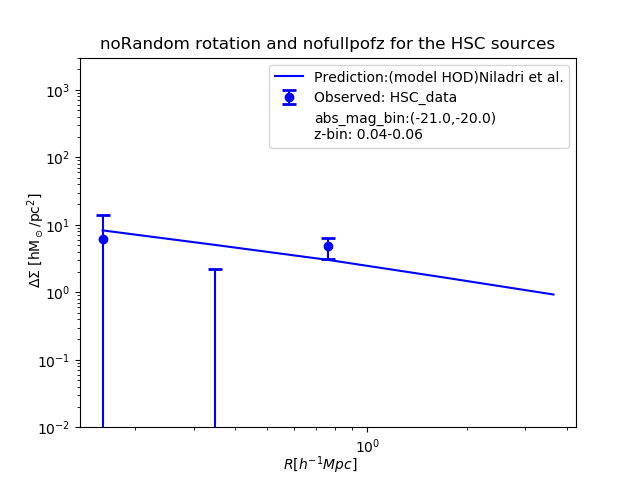 noRandom rotation and nofullpofz for the HSC sources
Prediction:(model HOD)Niladri et al.
Observed: HSC_data
abs_mag_bin:(-21.0,-20.0)
z-bin: 0.04-0.06
10³
10²
10¹
10⁰
10⁻¹
10⁻²
ΔΣ [hM⊙/pc²]
10⁰
R[h⁻¹Mpc]